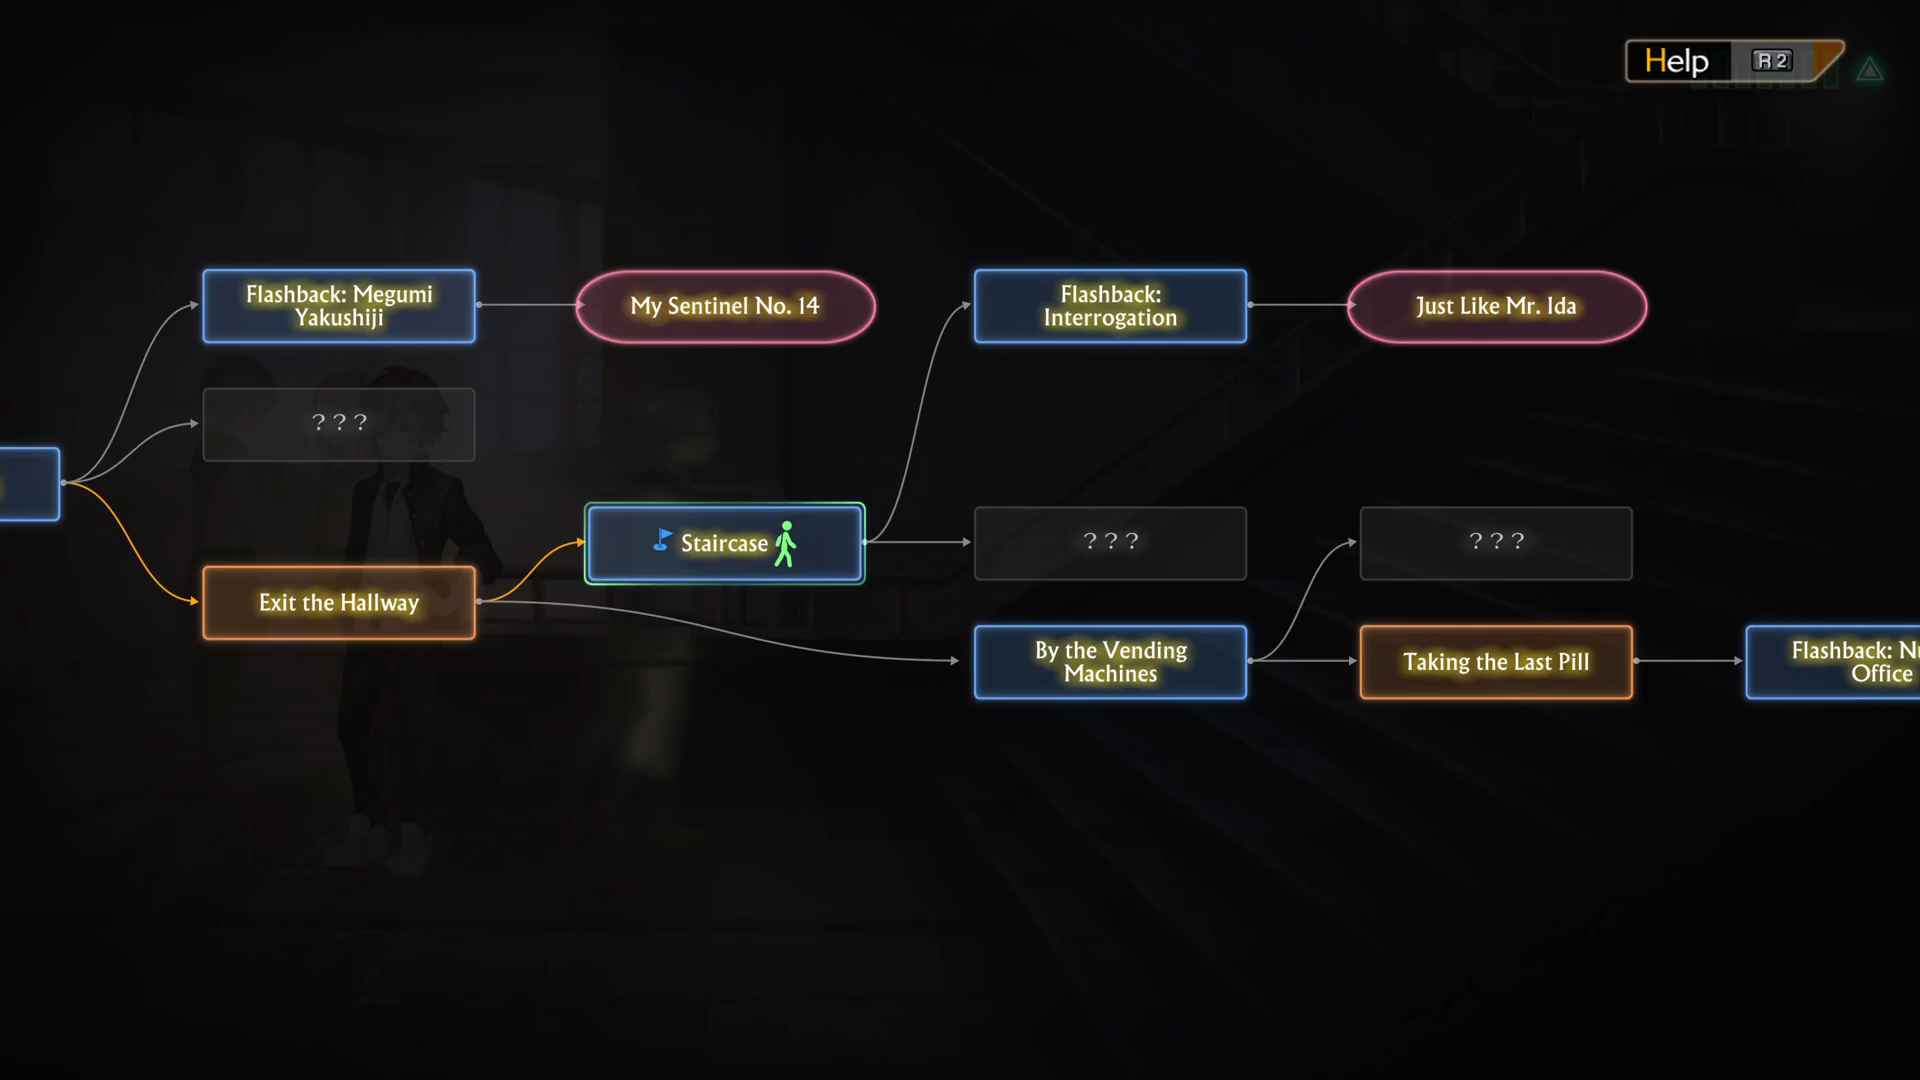 Help R2
Flashback: Megumi
Yakushiji
My Sentinel No. 14
Flashback:
Interrogation
Just Like Mr. Ida
? ? ?
Staircase
? ? ?
? ? ?
Exit the Hallway
By the Vending
Machines
Taking the Last Pill
Flashback:
Office